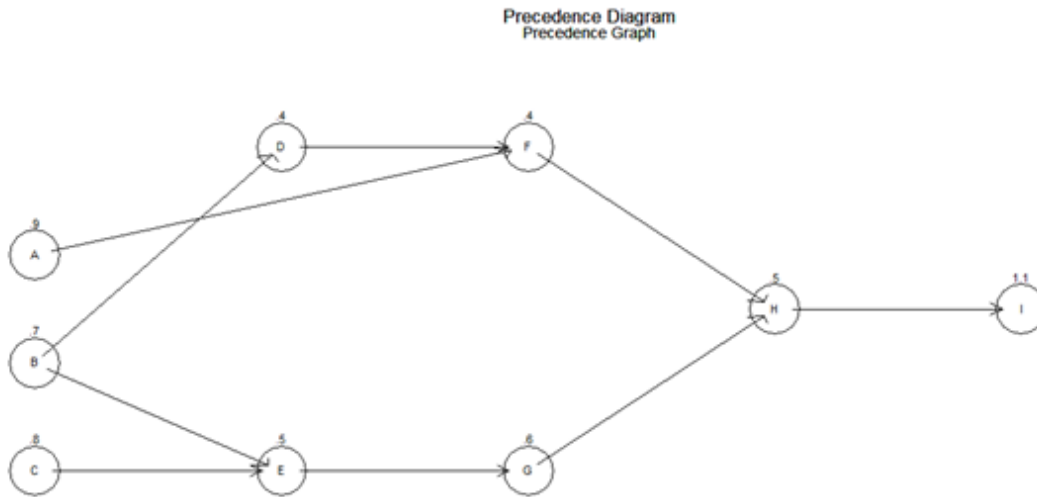 Precedence Diagram
Precedence Graph
.4
D
.4
F
.9
A
.7
B
.8
C
.5
E
.6
G
.5
H
1.1
I